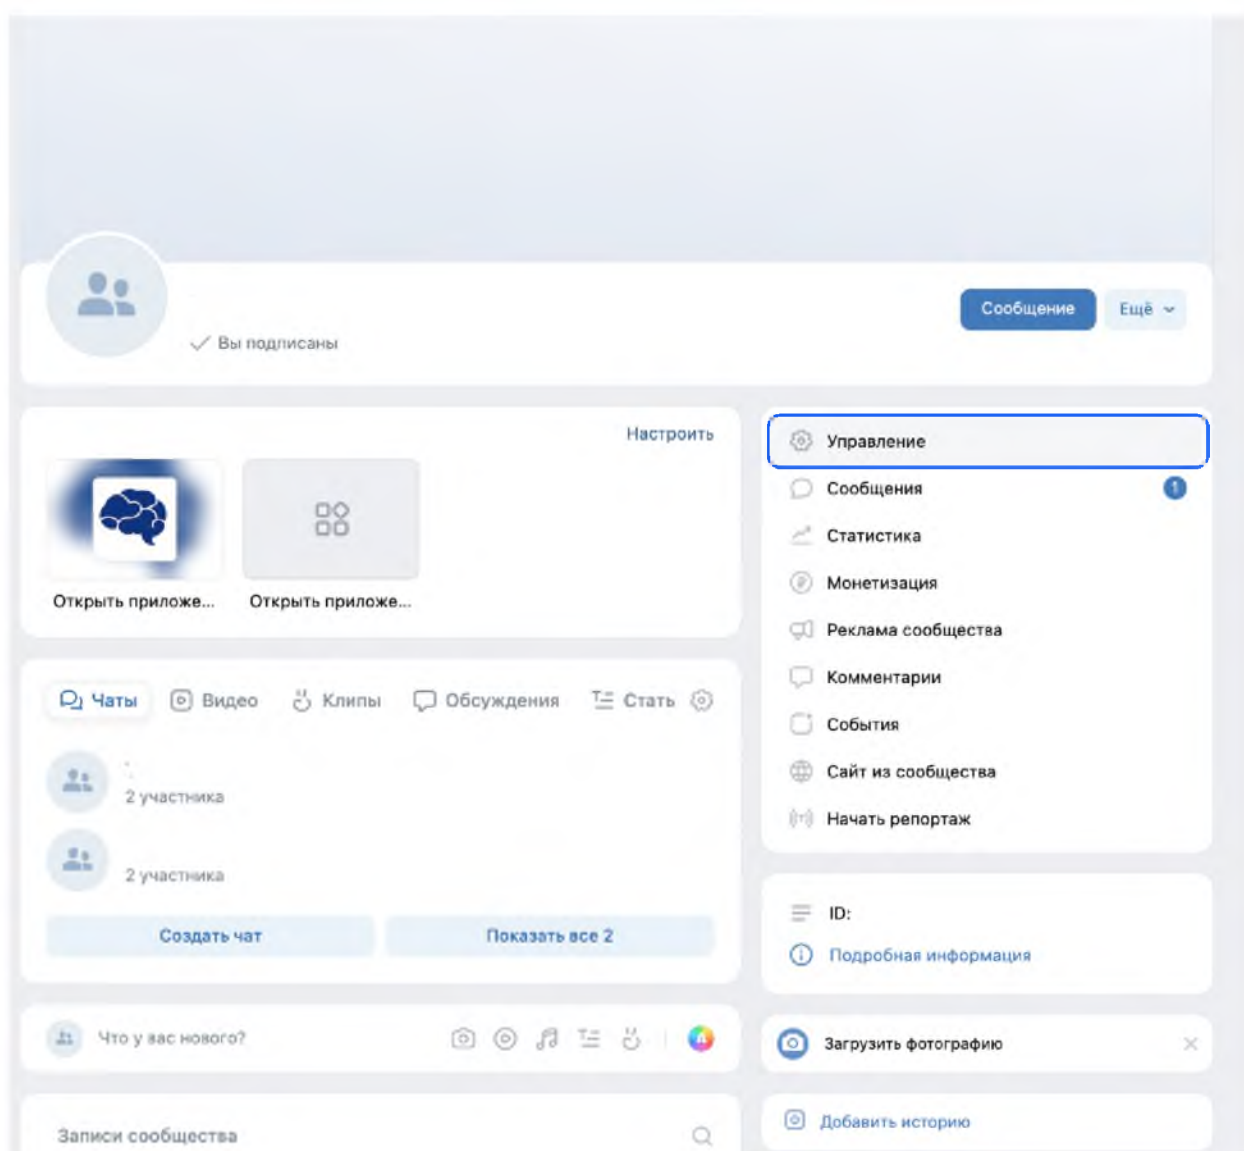 Сообщение
Ещё
Вы подписаны
Настроить
Открыть приложе...
Открыть приложе...
Чаты
Видео
Клипы
Обсуждения
Стать
2 участника
2 участника
Создать чат
Показать все 2
Что у вас нового?
Записи сообщества
Управление
Сообщения
1
Статистика
Монетизация
Реклама сообщества
Комментарии
События
Сайт из сообщества
Начать репортаж
ID:
Подробная информация
Загрузить фотографию
Добавить историю